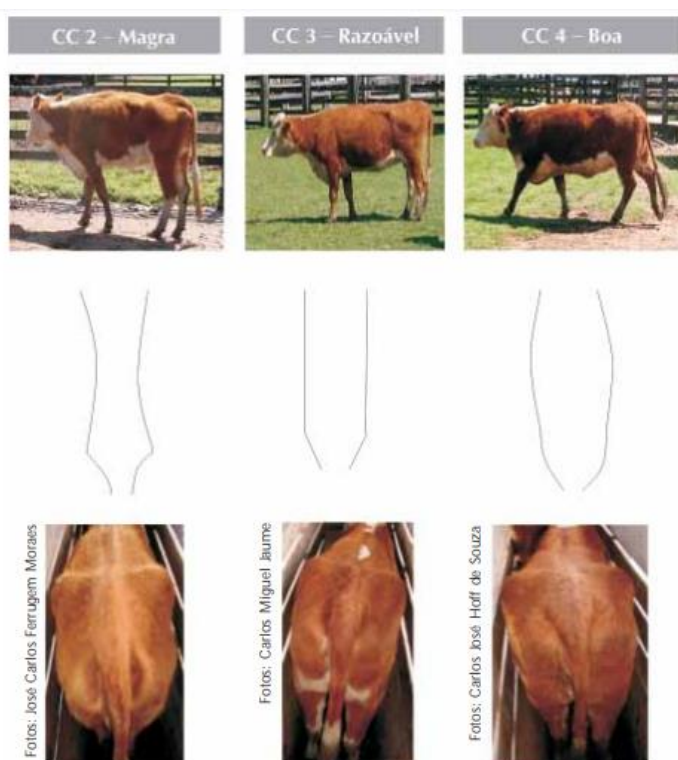 CC 2 – Magra
CC 3 – Razoável
CC 4 – Boa
Fotos: José Carlos Ferrugem Moraes
Fotos: Carlos Miguel Jaume
Fotos: Carlos José Hoff de Souza